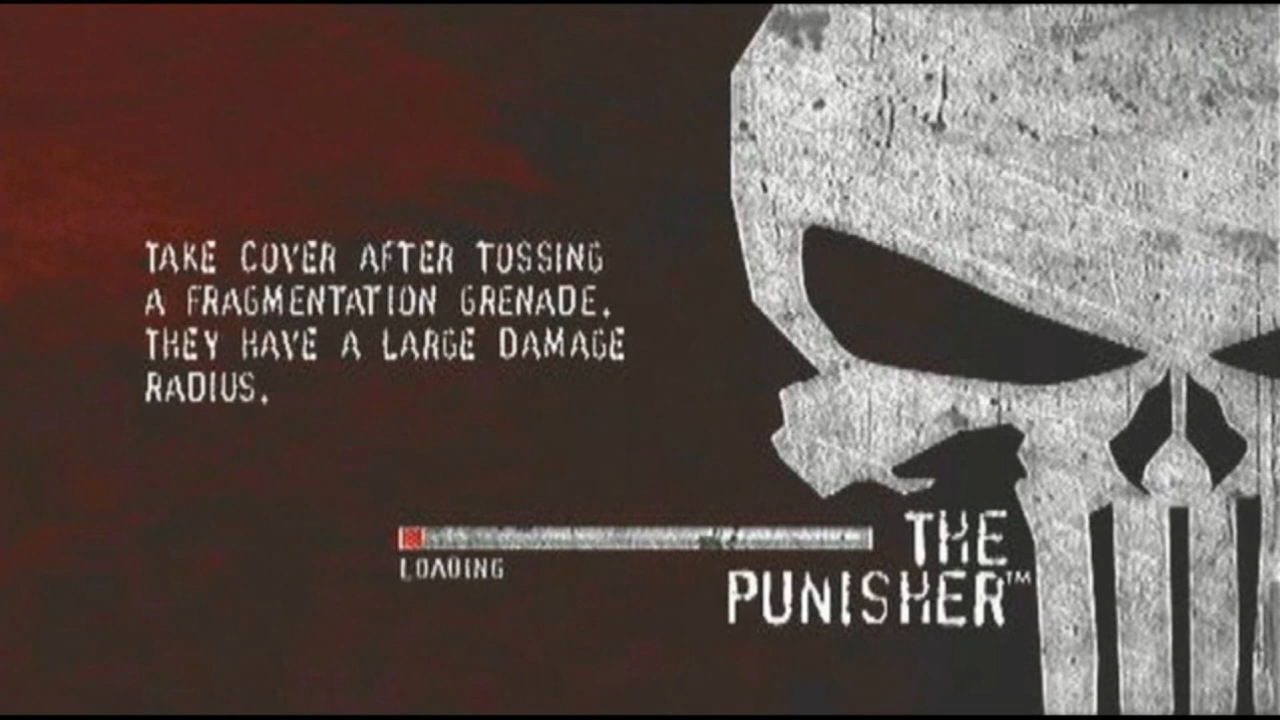 TAKE COVER AFTER TOSSING
A FRAGMENTATION GRENADE.
THEY HAVE A LARGE DAMAGE
RADIUS.
LOADING
THE
PUNISHER™